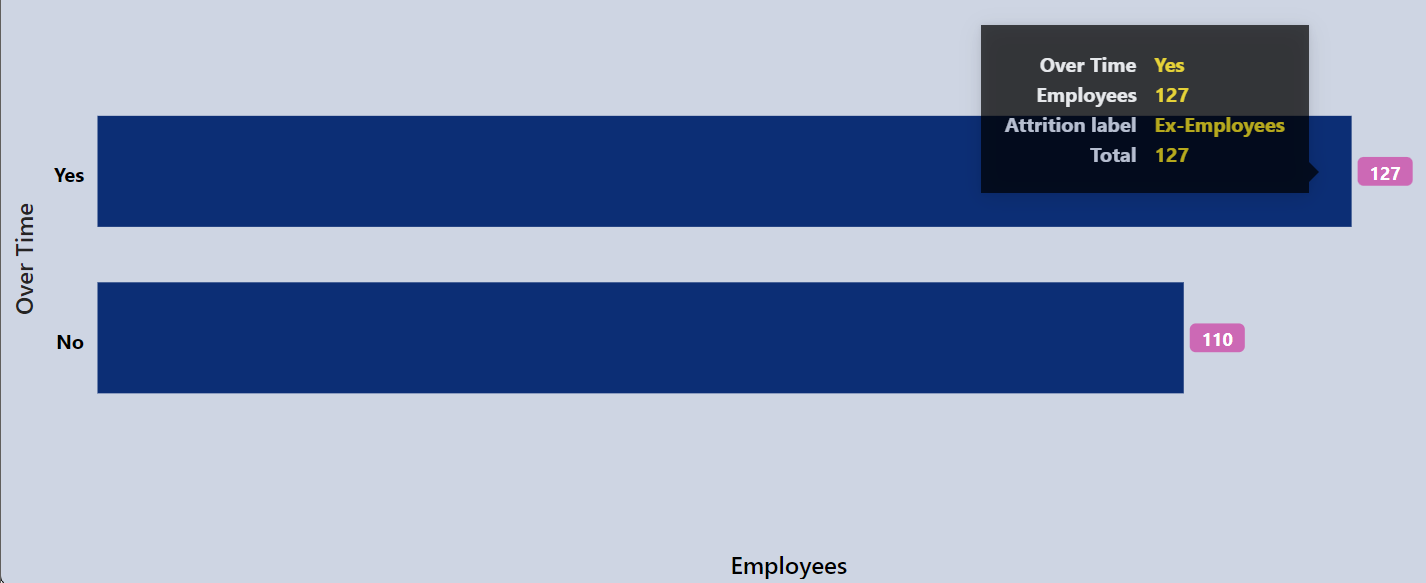 Over Time Yes
Employees 127
Attrition label Ex-Employees
Total 127
Yes
127
Over Time
No
110
Employees